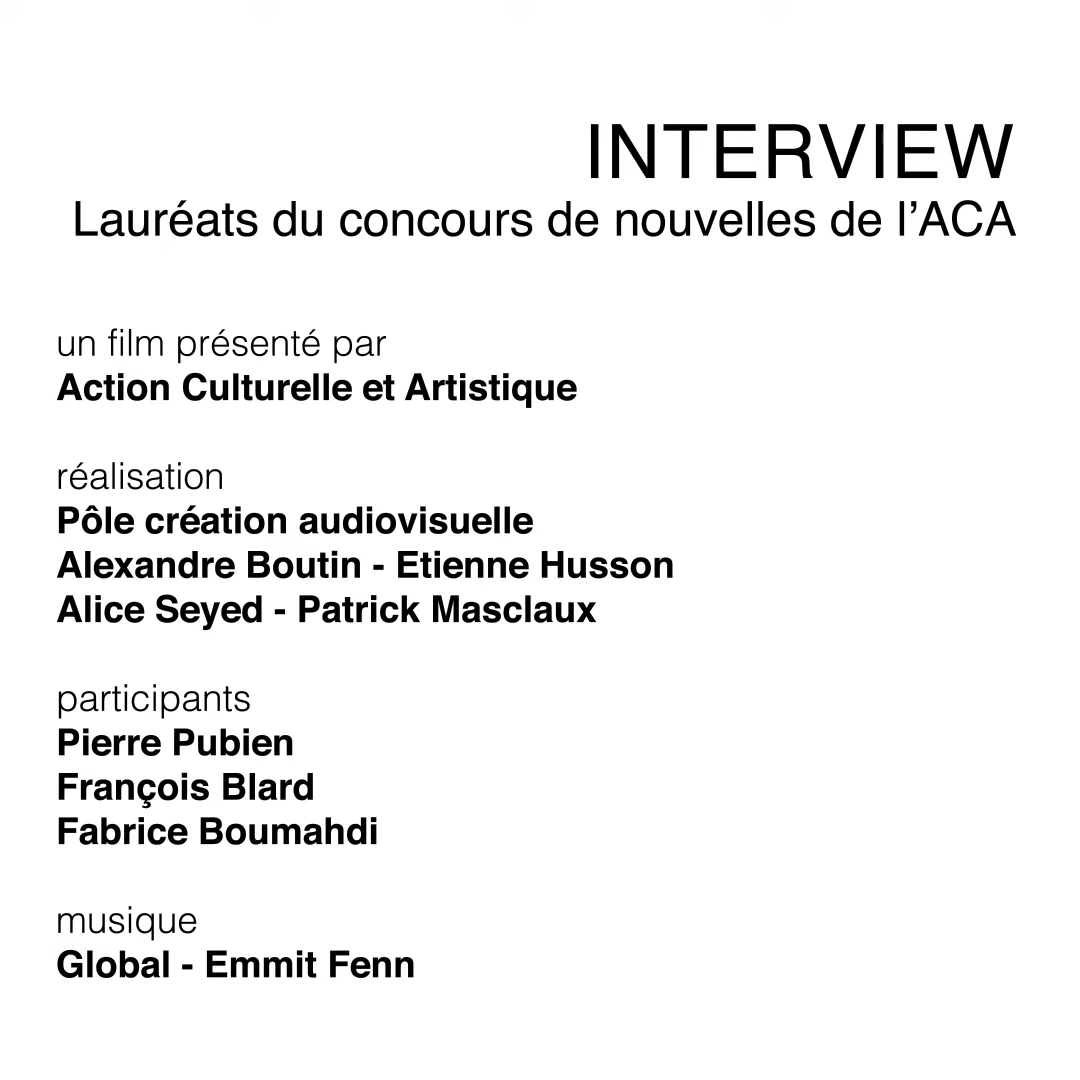 INTERVIEW
Lauréats du concours de nouvelles de l’ACA
un film présenté par
Action Culturelle et Artistique
réalisation
Pôle création audiovisuelle
Alexandre Boutin - Etienne Husson
Alice Seyed - Patrick Masclaux
participants
Pierre Pubien
François Blard
Fabrice Boumahdi
musique
Global - Emmit Fenn